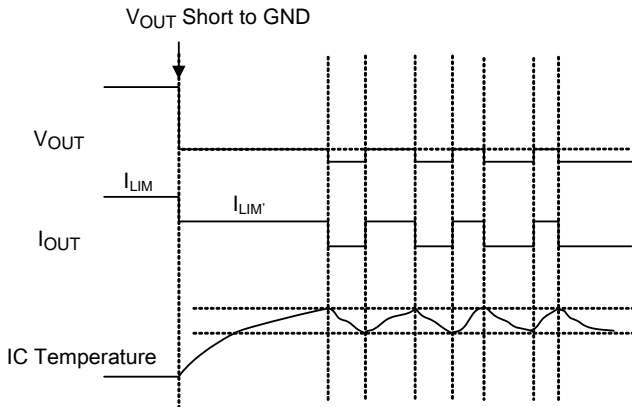 VOUT Short to GND
VOUT
ILIM
ILIM'
IOUT
IC Temperature